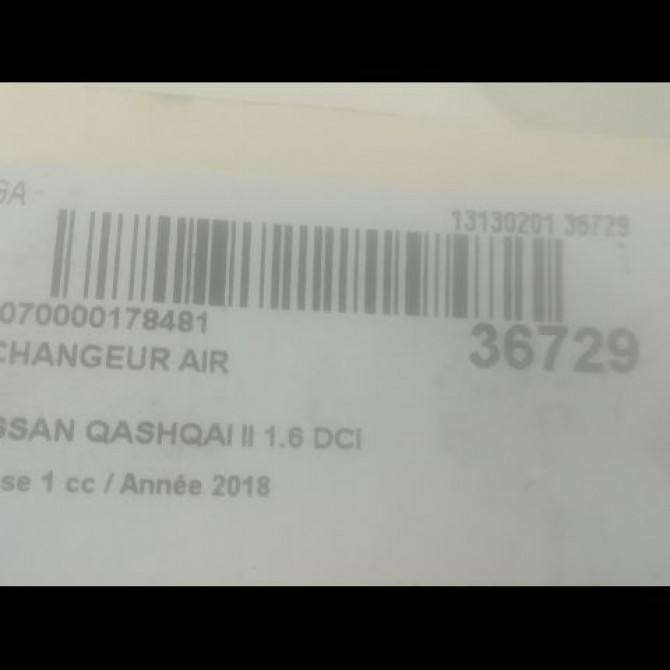 GA
13130201 36729
070000178481
36729
CHANGEUR AIR
SSAN QASHQAI II 1.6 DCI
se 1 cc / Année 2018